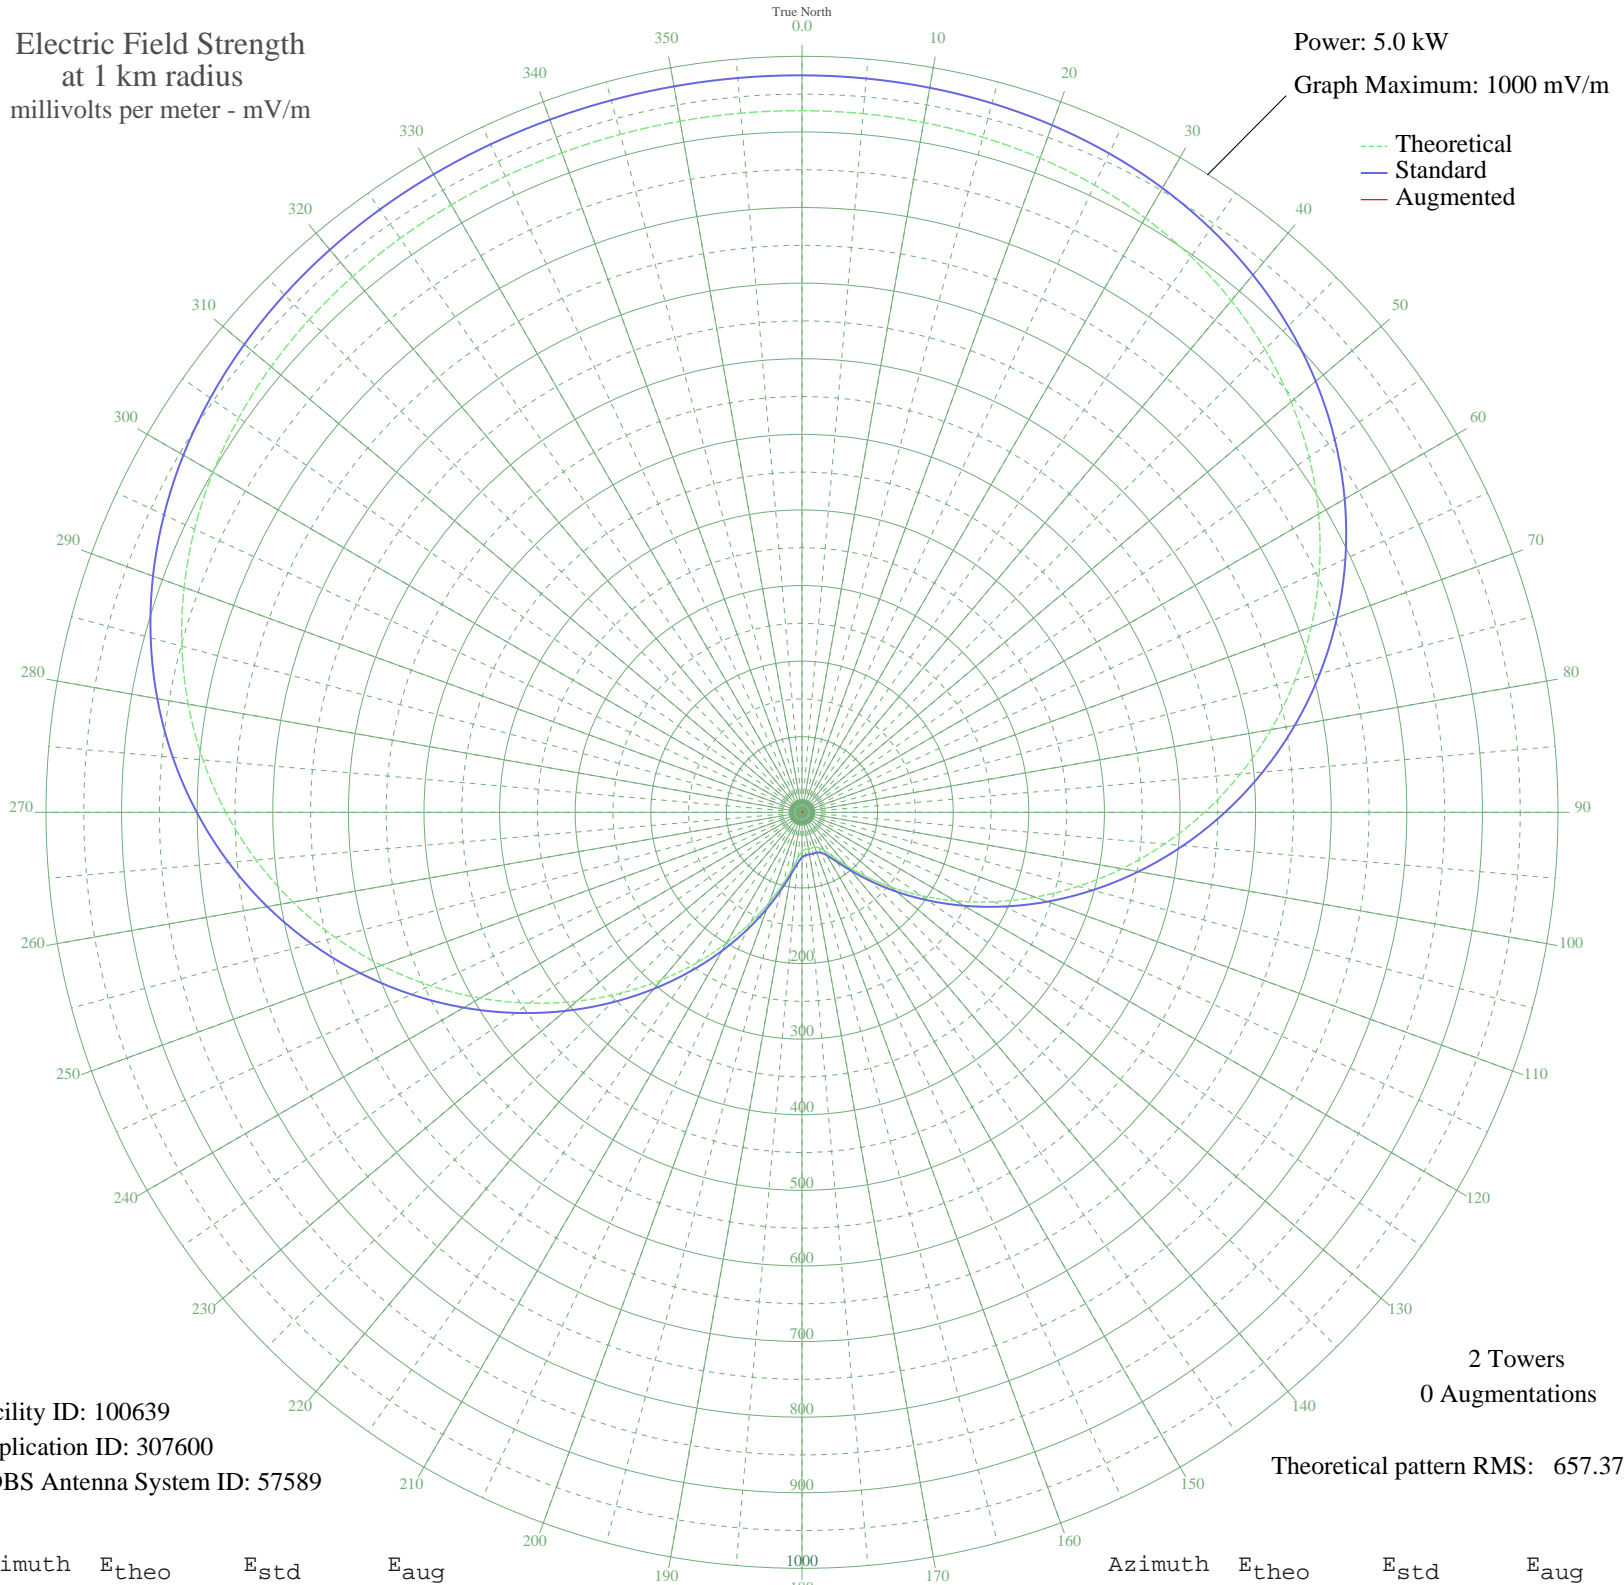 True North
Electric Field Strength
at 1 km radius
millivolts per meter - mV/m
Power: 5.0 kW
Graph Maximum: 1000 mV/m
Theoretical
Standard
Augmented
0.0
10
20
30
40
50
60
70
80
90
100
110
120
130
140
150
160
170
190
200
210
220
230
240
250
260
270
280
290
300
310
320
330
340
350
200
300
400
500
600
700
800
900
1000
2 Towers
0 Augmentations
Theoretical pattern RMS: 657.37
cility ID: 100639
plication ID: 307600
DBS Antenna System ID: 57589
imuth Etheo Estd Eaug
Azimuth Etheo Estd Eaug